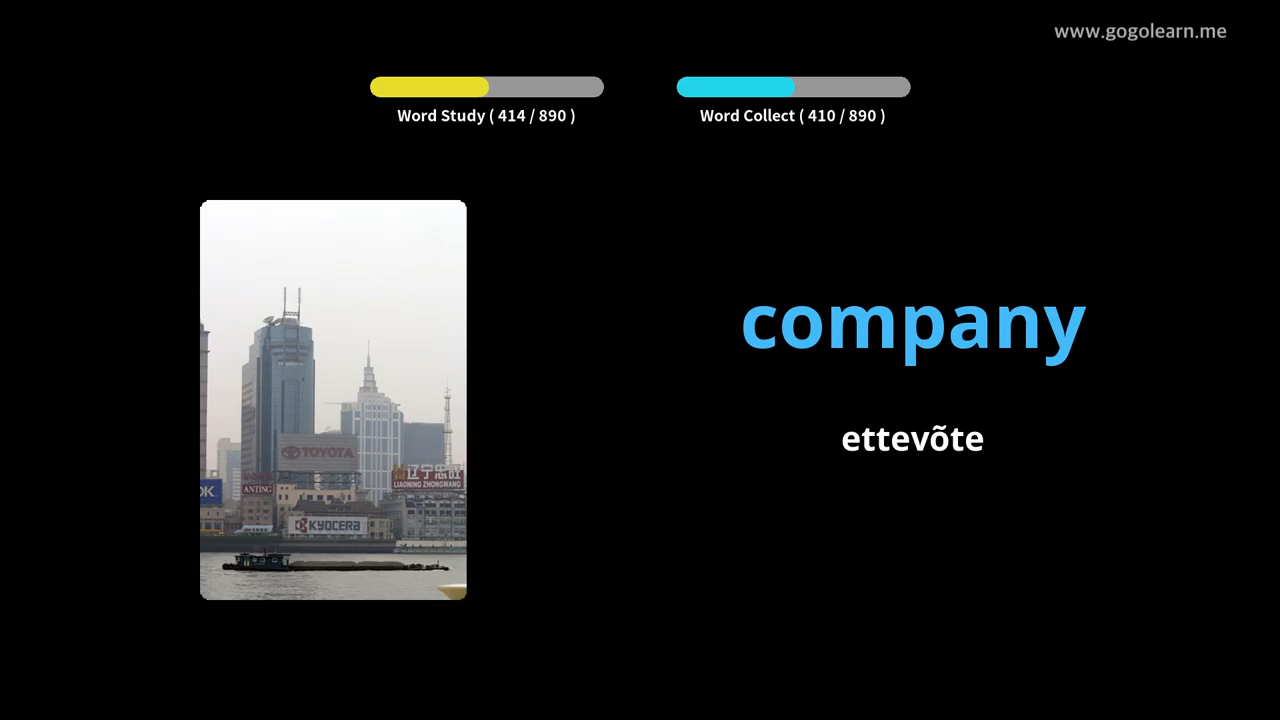 www.gogolearn.me
Word Study ( 414 / 890 )
Word Collect ( 410 / 890 )
company
ettevõte
TOYOTA
辽宁忠旺
LIAONING ZHONGWANG
OK
ANTING
KYOCERA